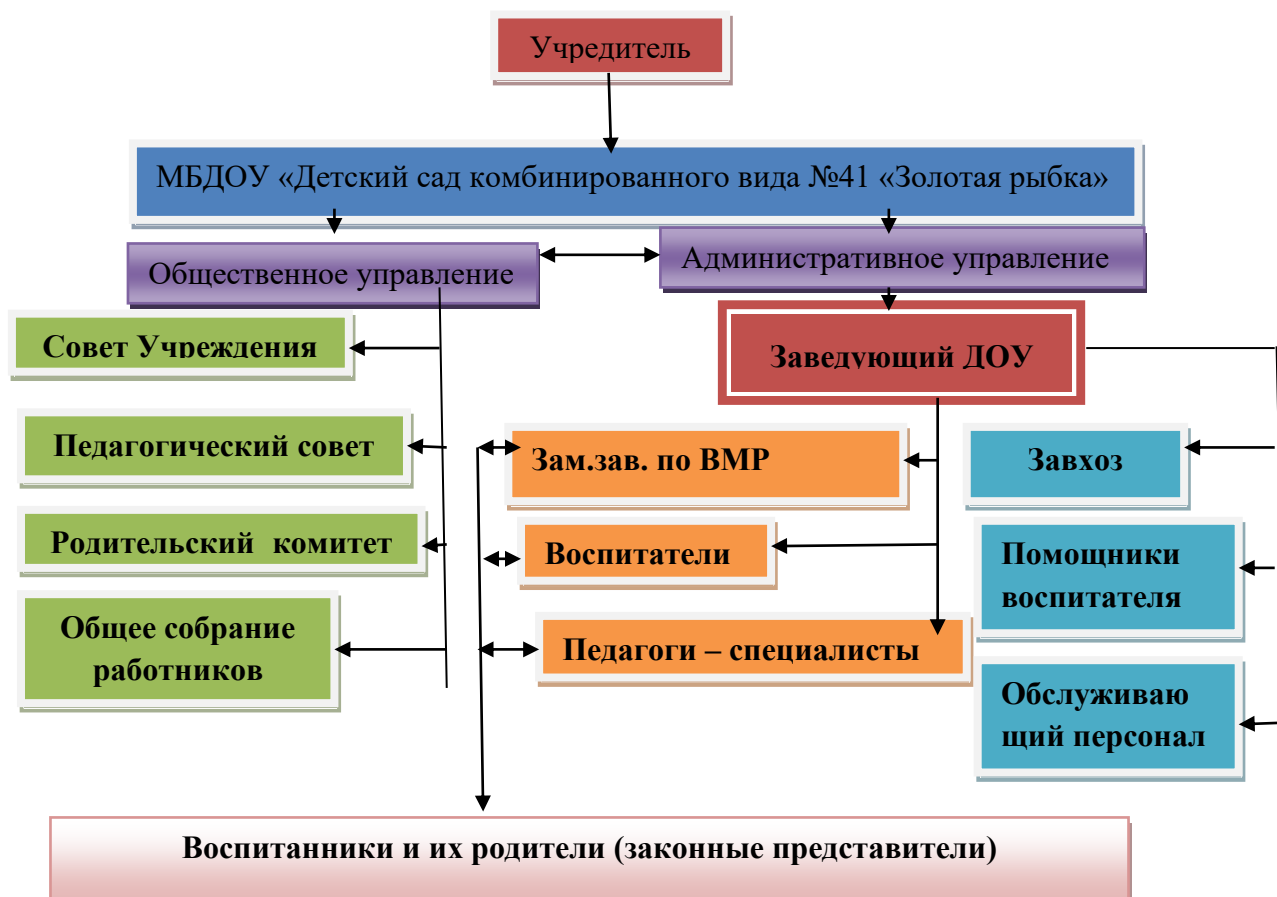 Учредитель
МБДОУ «Детский сад комбинированного вида №41 «Золотая рыбка»
Общественное управление
Административное управление
Совет Учреждения
Заведующий ДОУ
Педагогический совет
Зам.зав. по ВМР
Завхоз
Родительский комитет
Воспитатели
Помощники
воспитателя
Общее собрание
работников
Педагоги – специалисты
Обслуживаю
щий персонал
Воспитанники и их родители (законные представители)